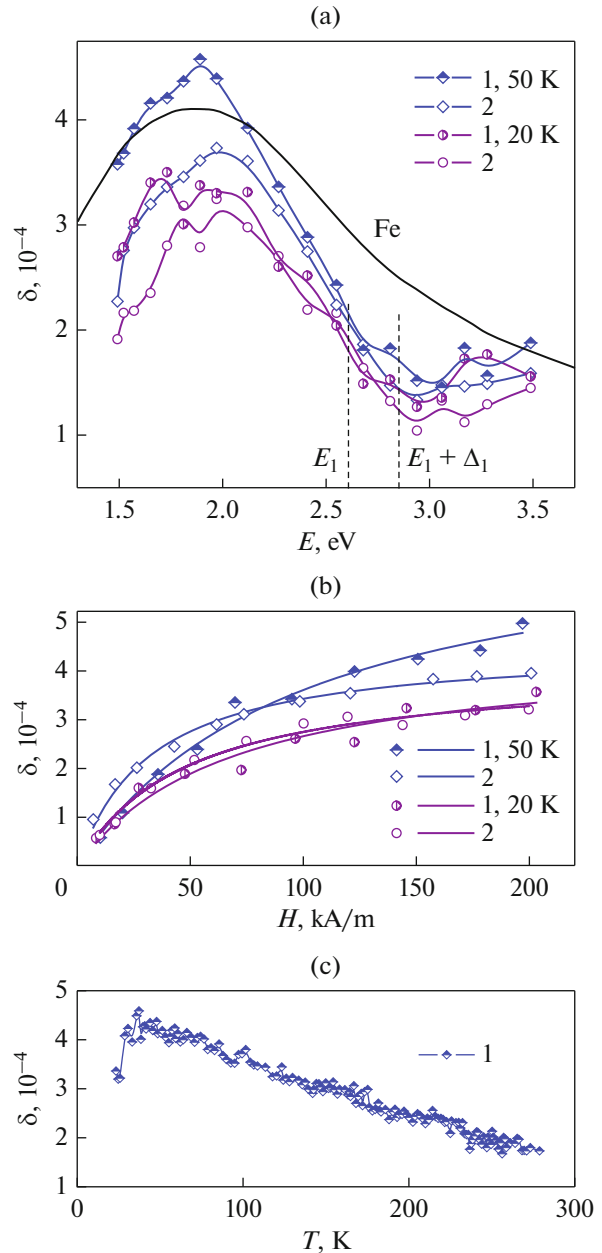 (a)
1, 50 K
2
1, 20 K
2
Fe
4
3
2
1
δ, 10⁻⁴
E₁
E₁ + Δ₁
1.5 2.0 2.5 3.0 3.5
E, eV
(b)
5
4
3
2
1
0
δ, 10⁻⁴
1, 50 K
2
1, 20 K
2
50 100 150 200
H, kA/m
(c)
5
4
3
2
1
δ, 10⁻⁴
1
0 100 200 300
T, K